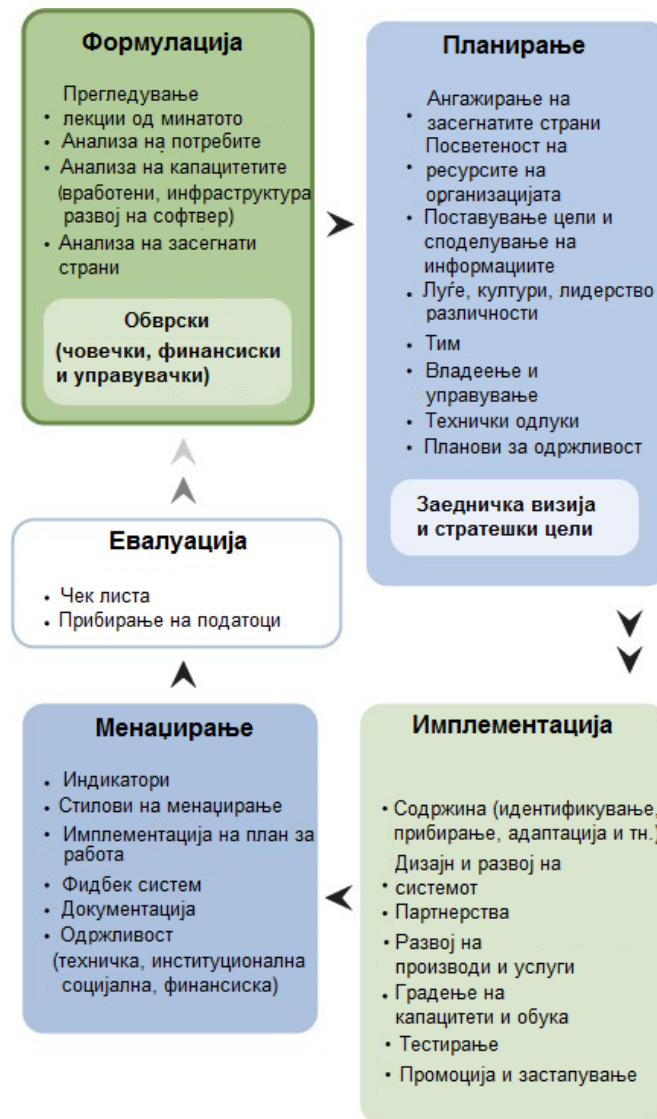 Формулација
Прегледување
• лекции од минатото
• Анализа на потребите
• Анализа на капацитетите
(вработени, инфраструктура
развој на софтвер)
• Анализа на засегнати
страни
Обврски
(човечки, финансиски
и управувачки)
Планирање
Ангажирање на
• засегнатите страни
Посветеност на
• ресурсите на
организацијата
• Поставување цели и
споделување на
информациите
• Луѓе, култури, лидерство
различности
• Тим
• Владеење и
управување
• Технички одлуки
• Планови за одржливост
Заедничка визија
и стратешки цели
Евалуација
• Чек листа
• Прибирање на податоци
Менаџирање
• Индикатори
• Стилови на менаџирање
• Имплементација на план за
работа
• Фидбек систем
• Документација
• Одржливост
(техничка, институционална
социјална, финансиска)
Имплементација
• Содржина (идентификување,
прибирање, адаптација и тн.)
Дизајн и развој на
• системот
• Партнерства
• Развој на
производи и услуги
• Градење на
капацитети и обука
• Тестирање
• Промоција и застапување